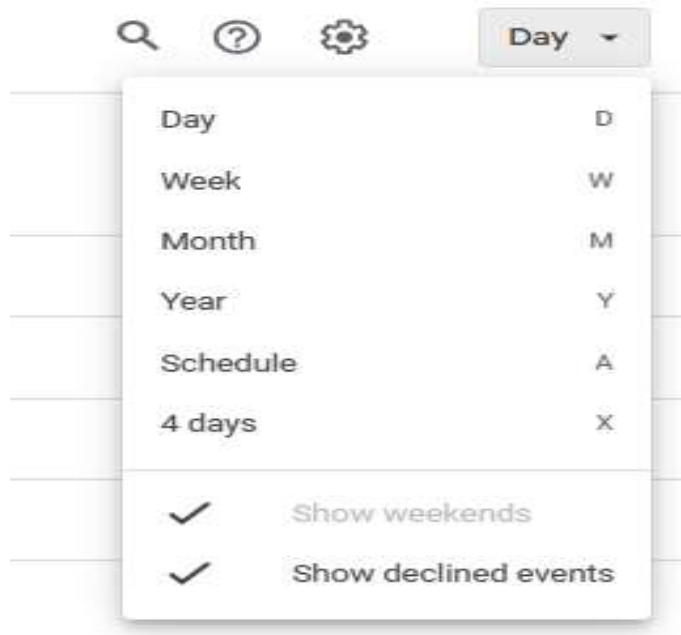 Day
Day D
Week W
Month M
Year Y
Schedule A
4 days X
Show weekends
Show declined events